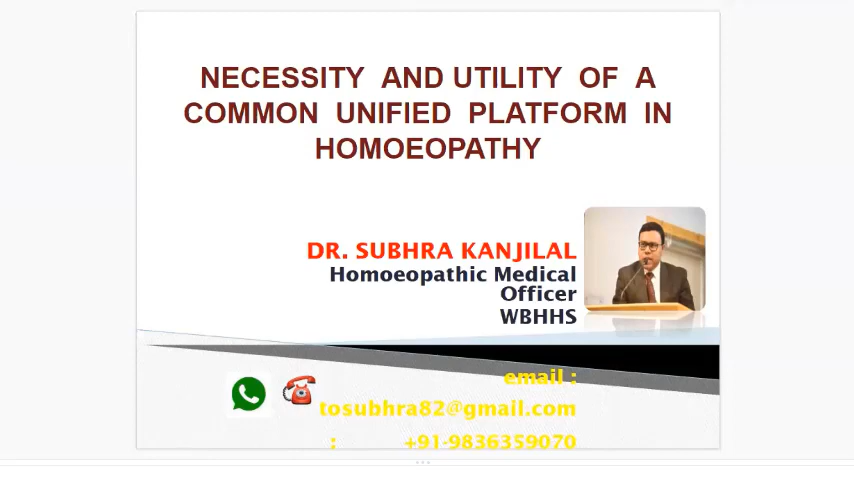 NECESSITY AND UTILITY OF A
COMMON UNIFIED PLATFORM IN
HOMOEOPATHY
DR. SUBHRA KANJILAL
Homoeopathic Medical
Officer
WBHHS
email :
tosubhra82@gmail.com
: +91-9836359070